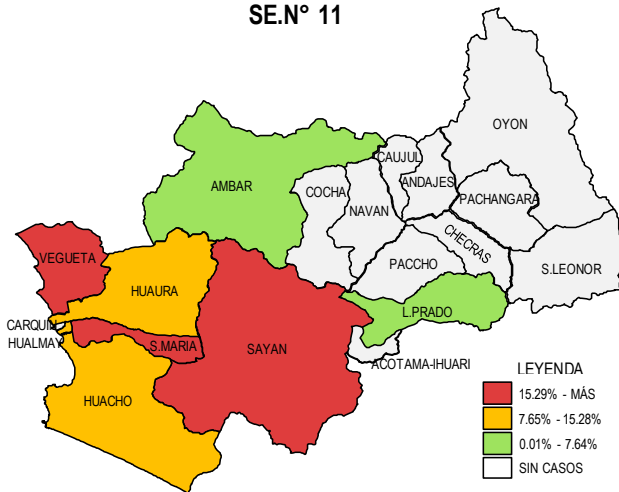 SE.N° 11
OYON
CAUJUL
AMBAR
COCHA
ANDAJES
NAVAN
PACHANGARA
CHECRAS
VEGUETA
PACCHO
S.LEONOR
HUAURA
L.PRADO
CARQUIN
HUALMAY
S.MARIA
SAYAN
ACOTAMA-IHUARI
HUACHO
LEYENDA
15.29% - MÁS
7.65% - 15.28%
0.01% - 7.64%
SIN CASOS